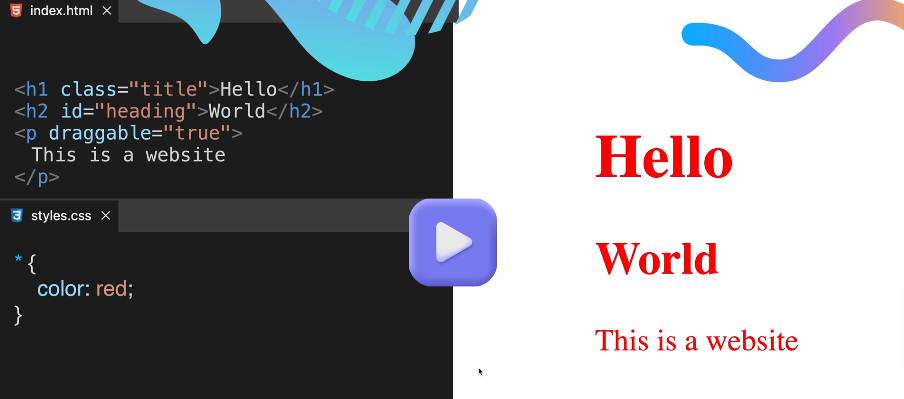 index.html ×
<h1 class="title">Hello</h1>
<h2 id="heading">World</h2>
<p draggable="true">
This is a website
</p>
styles.css ×
* {
color: red;
}
Hello
World
This is a website